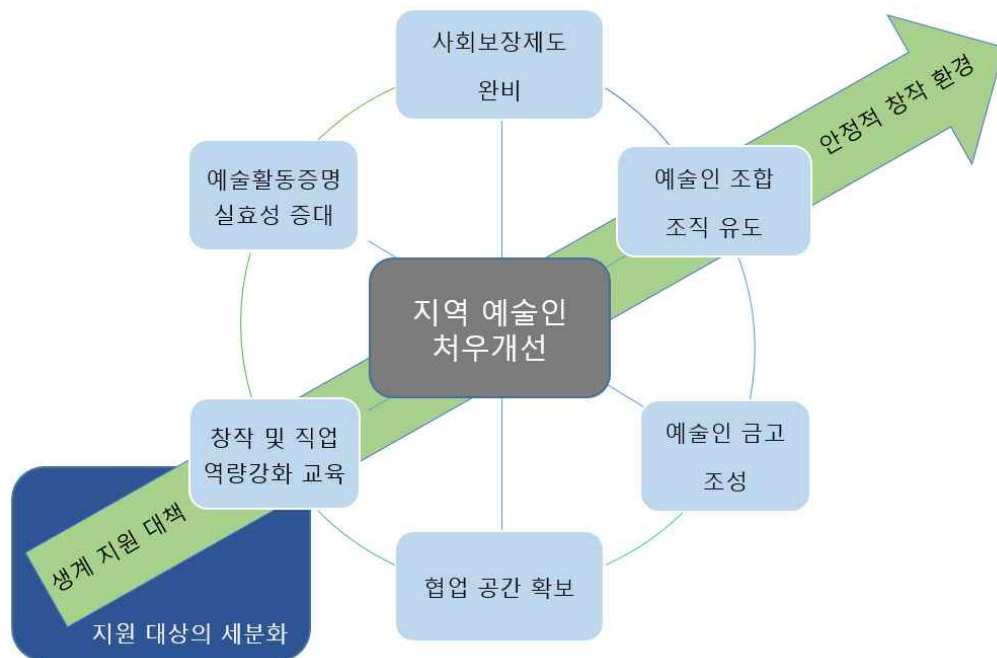 사회보장제도
완비
안정적 창작 환경
예술활동증명
실효성 증대
예술인 조합
조직 유도
지역 예술인
처우개선
창작 및 직업
역량강화 교육
예술인 금고
조성
생계 지원 대책
협업 공간 확보
지원 대상의 세분화